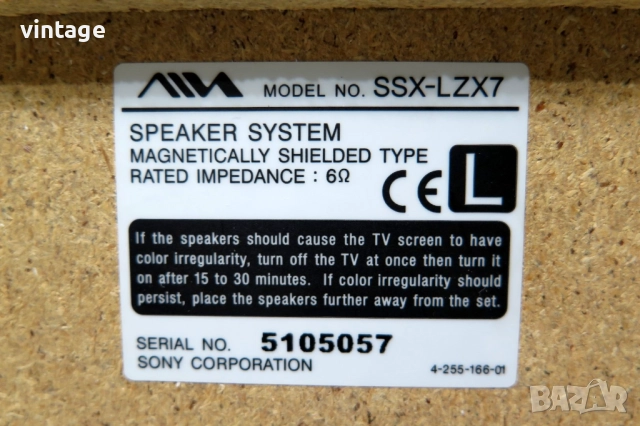 vintage
AIWA MODEL NO. SSX-LZX7
SPEAKER SYSTEM
MAGNETICALLY SHIELDED TYPE
RATED IMPEDANCE : 6Ω
CE L
If the speakers should cause the TV screen to have
color irregularity, turn off the TV at once then turn it
on after 15 to 30 minutes. If color irregularity should
persist, place the speakers further away from the set.
SERIAL NO. 5105057
SONY CORPORATION
4-255-166-01
BAZAR